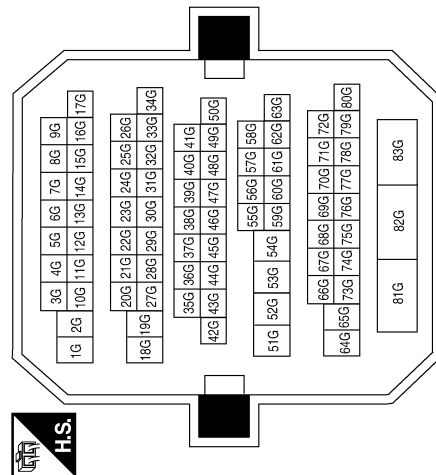 H.S.
3G 4G 5G 6G 7G 8G 9G
1G 2G 10G 11G 12G 13G 14G 15G 16G 17G
20G 21G 22G 23G 24G 25G 26G
18G 19G 27G 28G 29G 30G 31G 32G 33G 34G
35G 36G 37G 38G 39G 40G 41G
42G 43G 44G 45G 46G 47G 48G 49G 50G
55G 56G 57G 58G
51G 52G 53G 54G 59G 60G 61G 62G 63G
66G 67G 68G 69G 70G 71G 72G
64G 65G 73G 74G 75G 76G 77G 78G 79G 80G
81G 82G 83G